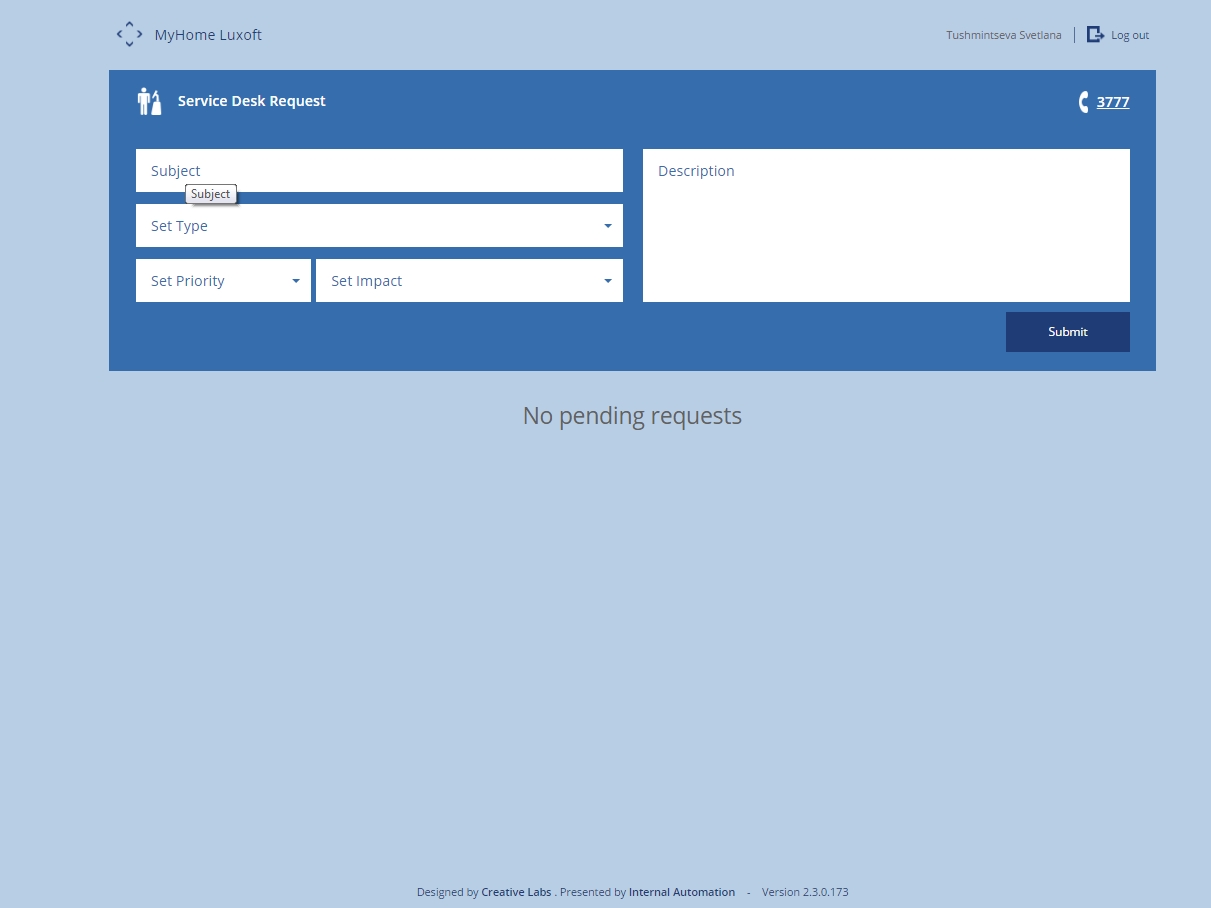 MyHome Luxoft
Tushmintseva Svetlana
Log out
Service Desk Request
3777
Subject
Subject
Set Type
Set Priority
Set Impact
Description
Submit
No pending requests
Designed by Creative Labs . Presented by Internal Automation - Version 2.3.0.173